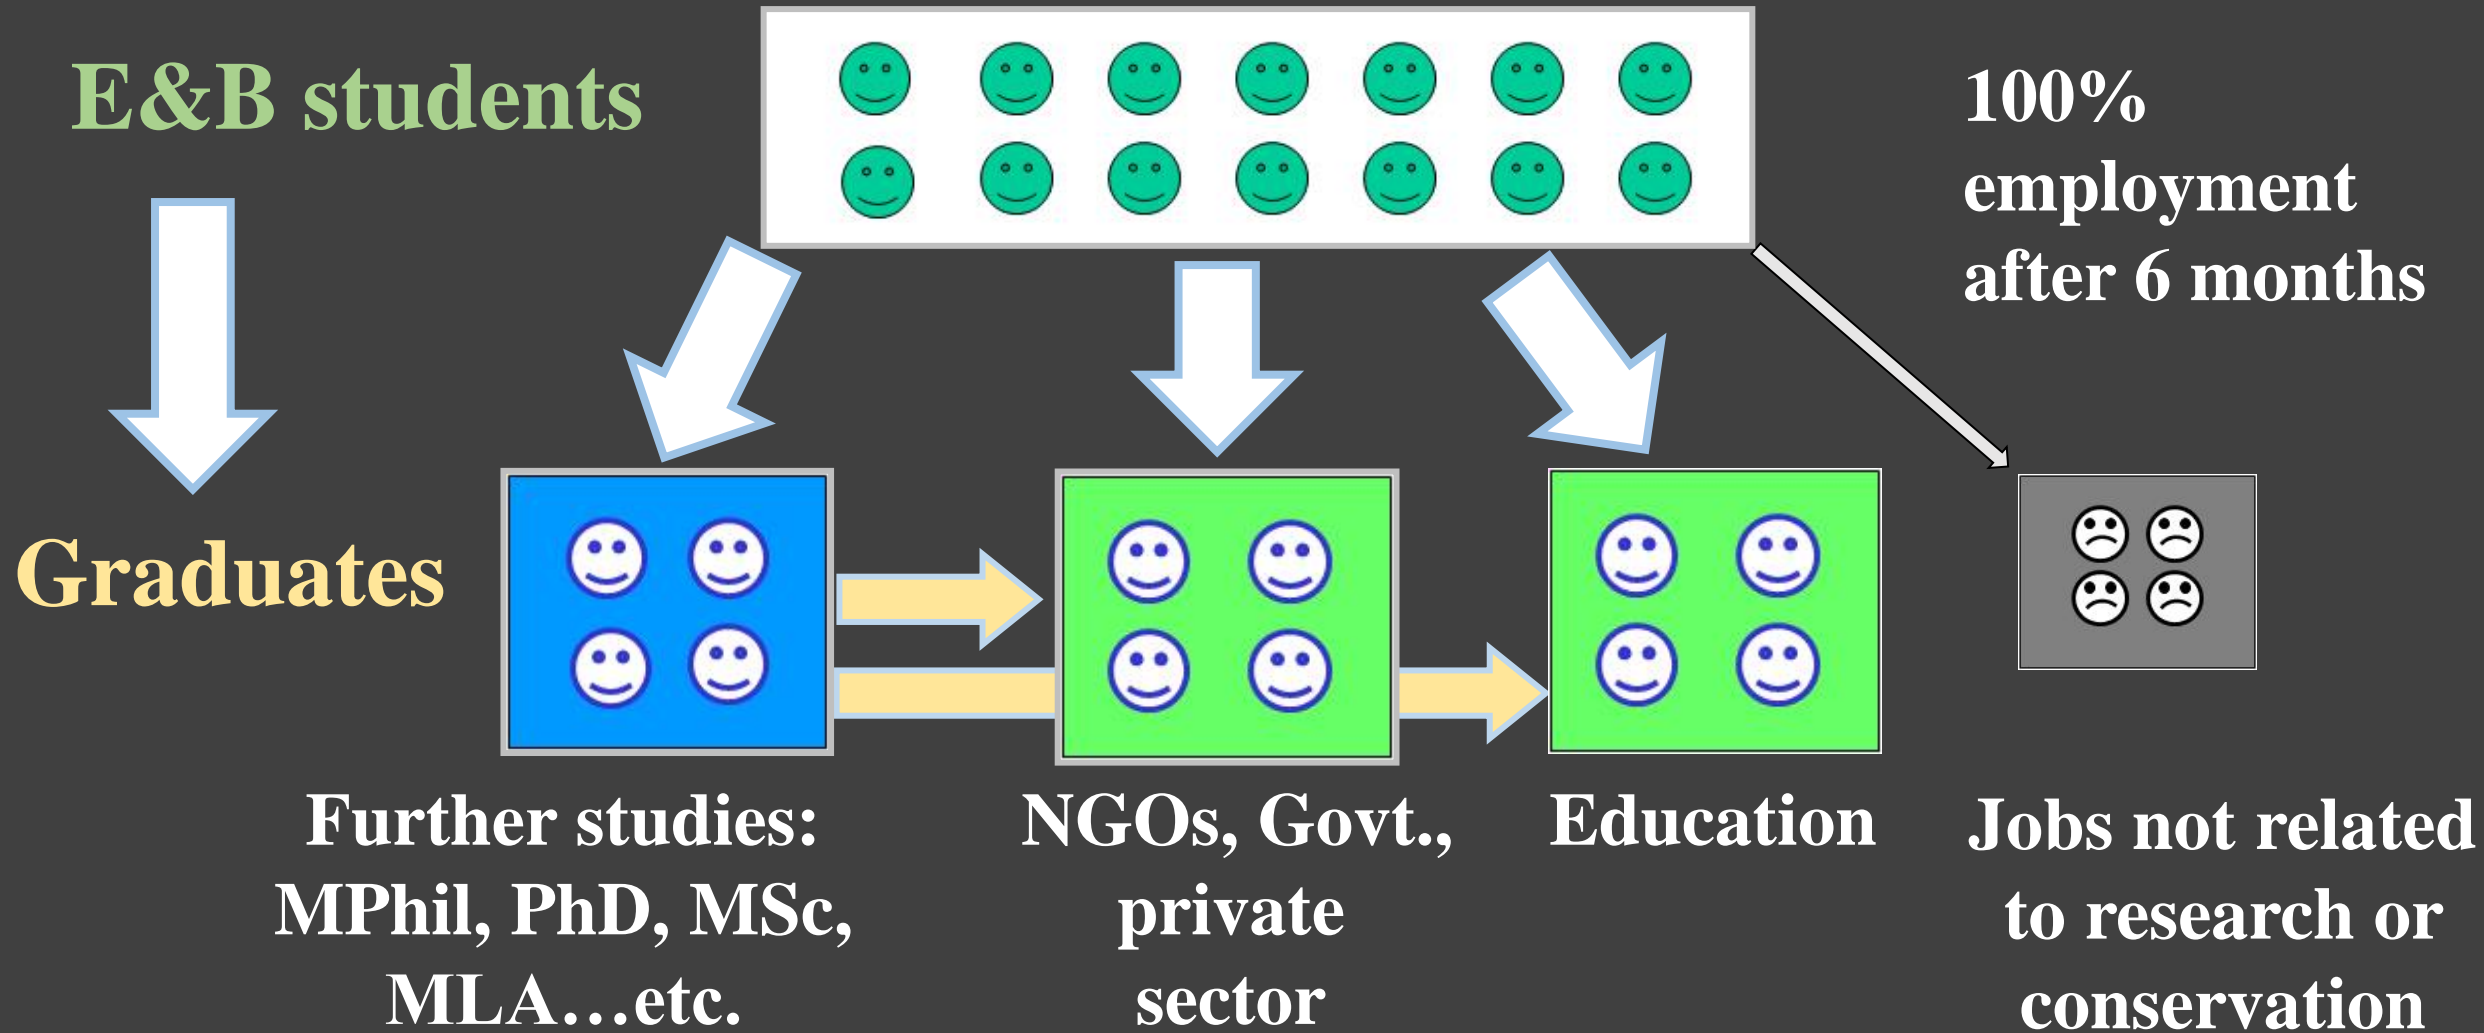 E&B students
100%
employment
after 6 months
Graduates
Further studies:
MPhil, PhD, MSc,
MLA…etc.
NGOs, Govt.,
private
sector
Education
Jobs not related
to research or
conservation